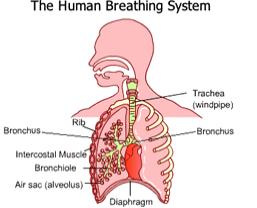 The Human Breathing System
Trachea
(windpipe)
Rib
Bronchus
Bronchus
Intercostal Muscle
Bronchiole
Air sac (alveolus)
Diaphragm